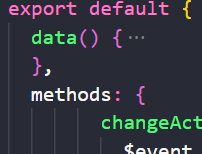 export default {
data() { ···
},
methods: {
changeAct
$event